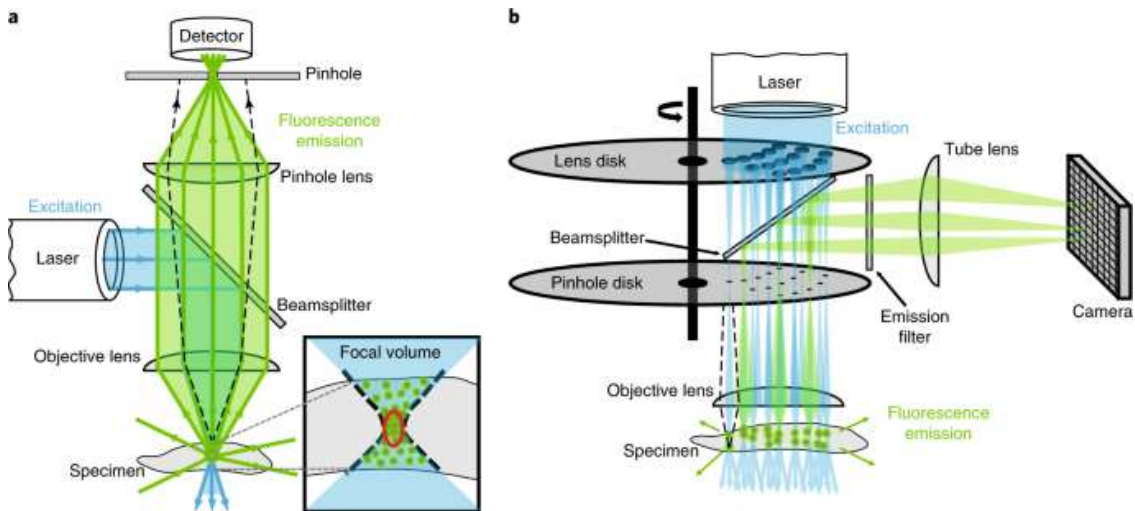 a
Detector
Pinhole
Fluorescence
emission
Pinhole lens
Excitation
Laser
Beamsplitter
Objective lens
Focal volume
Specimen
b
Laser
Excitation
Lens disk
Tube lens
Beamsplitter
Pinhole disk
Emission
filter
Camera
Objective lens
Fluorescence
emission
Specimen